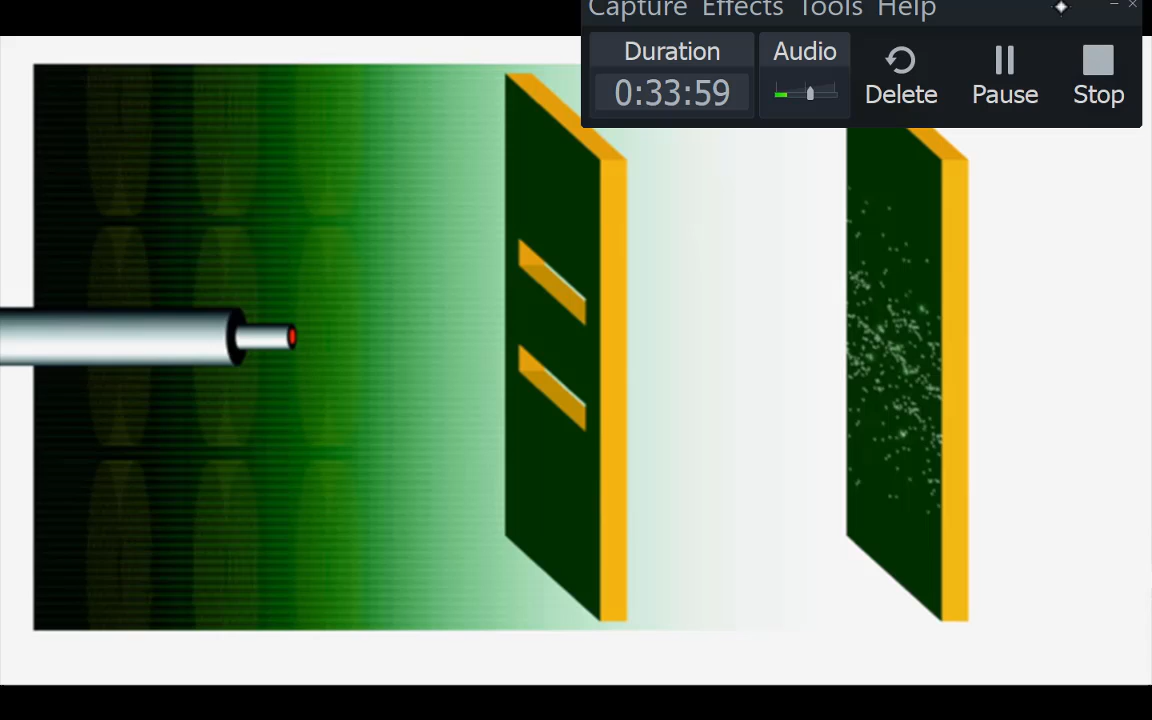 Capture Effects Tools Help
Duration
Audio
0:33:59
Delete
Pause
Stop